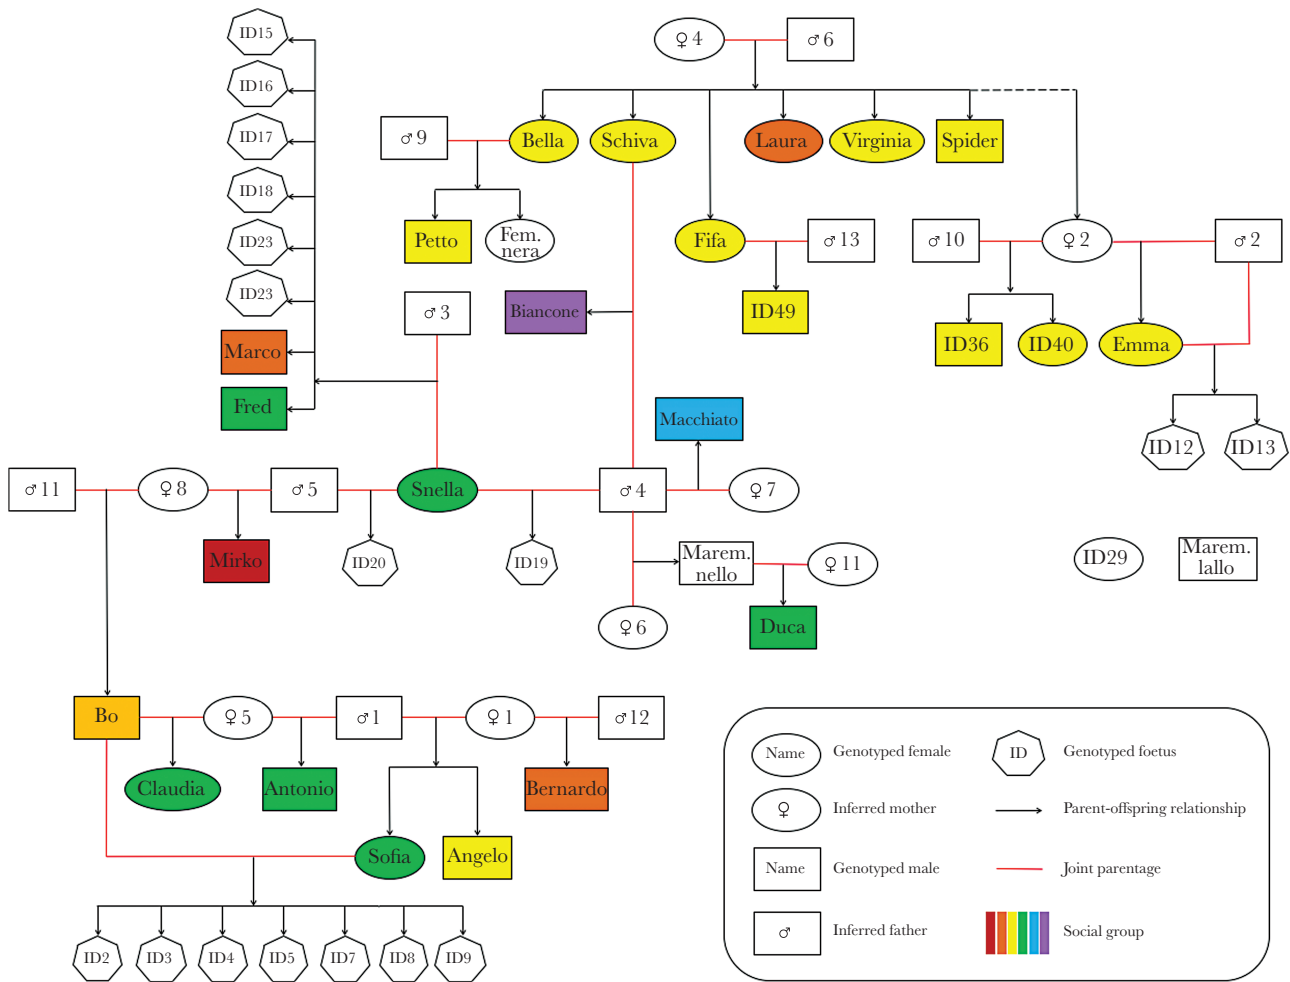 ID15
ID16
ID17
ID18
ID23
ID23
Marco
Fred
♀ 4
♂ 6
♂ 9
Bella
Schiva
Laura
Virginia
Spider
Petto
Fem.
nera
Fifa
♂ 13
♂ 10
♀ 2
♂ 2
♂ 3
Biancone
ID49
ID36
ID40
Emma
Macchiato
ID12
ID13
♂ 11
♀ 8
♂ 5
Snella
♂ 4
♀ 7
Mirko
ID20
ID19
Marem.
nello
♀ 11
ID29
Marem.
lallo
♀ 6
Duca
Bo
♀ 5
♂ 1
♀ 1
♂ 12
Claudia
Antonio
Bernardo
Sofia
Angelo
ID2
ID3
ID4
ID5
ID7
ID8
ID9
Name
Genotyped female
ID
Genotyped foetus
♀
Inferred mother
Parent-offspring relationship
Name
Genotyped male
Joint parentage
♂
Inferred father
Social group